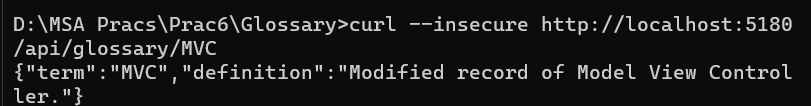 D:\MSA Pracs\Prac6\Glossary>curl --insecure http://localhost:5180
/api/glossary/MVC
{"term":"MVC","definition":"Modified record of Model View Control
ler."}